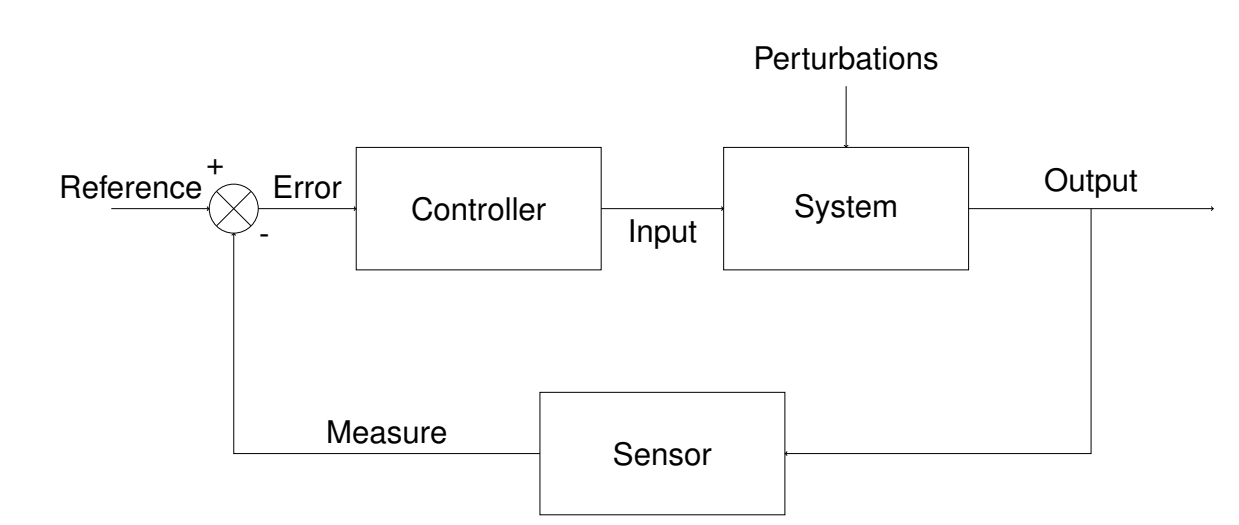 Perturbations
+
Reference
Error
Controller
Input
System
Output
-
Measure
Sensor